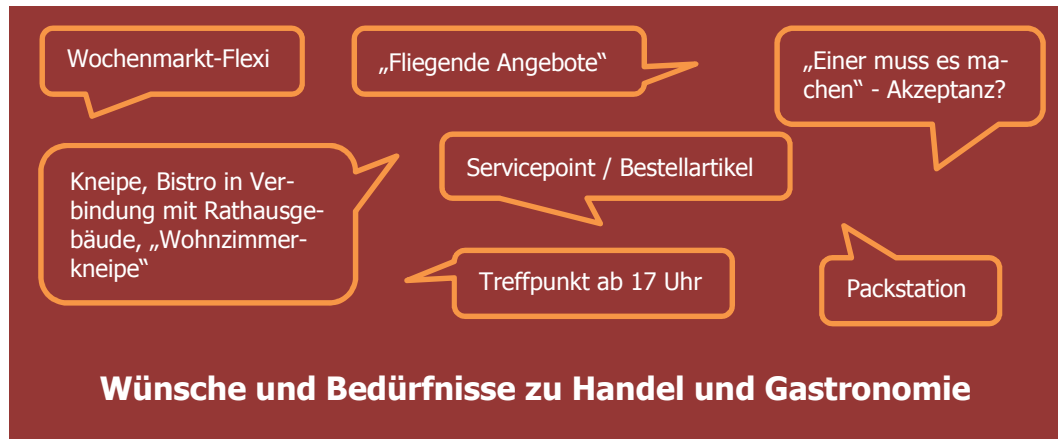 Wochenmarkt-Flexi
„Fliegende Angebote“
„Einer muss es ma-
chen“ - Akzeptanz?
Kneipe, Bistro in Ver-
bindung mit Rathausge-
bäude, „Wohnzimmer-
kneipe“
Servicepoint / Bestellartikel
Treffpunkt ab 17 Uhr
Packstation
Wünsche und Bedürfnisse zu Handel und Gastronomie